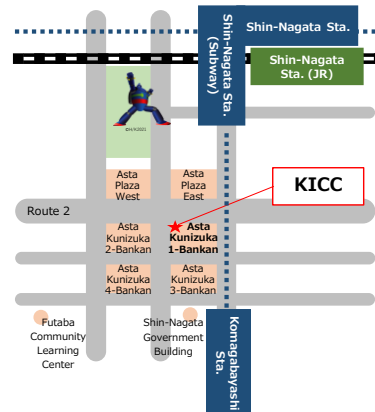 Shin-Nagata Sta.
Shin-Nagata Sta.
(Subway)
Shin-Nagata
Sta. (JR)
©H/K2021
Asta
Plaza
West
Asta
Plaza
East
KICC
Route 2
Asta
Kunizuka
2-Bankan
Asta
Kunizuka
1-Bankan
Asta
Kunizuka
4-Bankan
Asta
Kunizuka
3-Bankan
Futaba
Community
Learning
Center
Shin-Nagata
Government
Building
Komagabayashi
Sta.